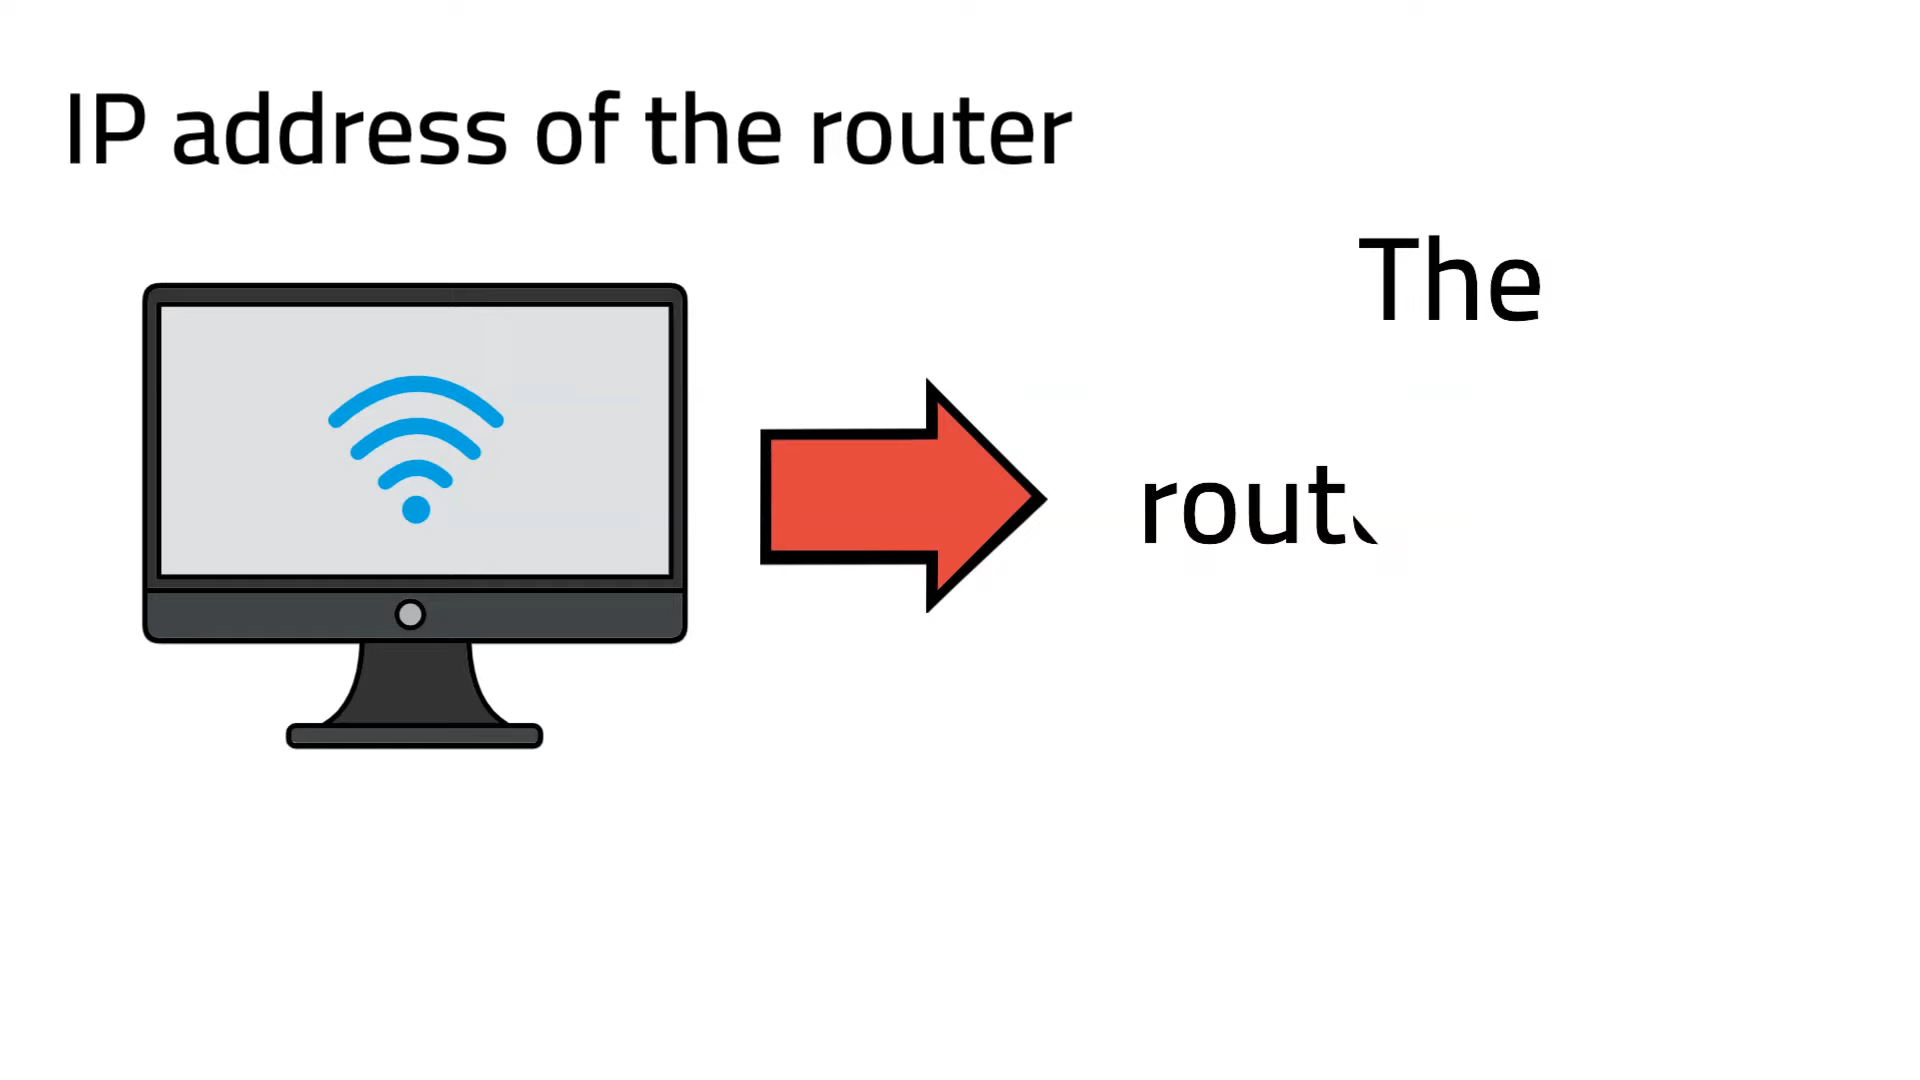 IP address of the router
The